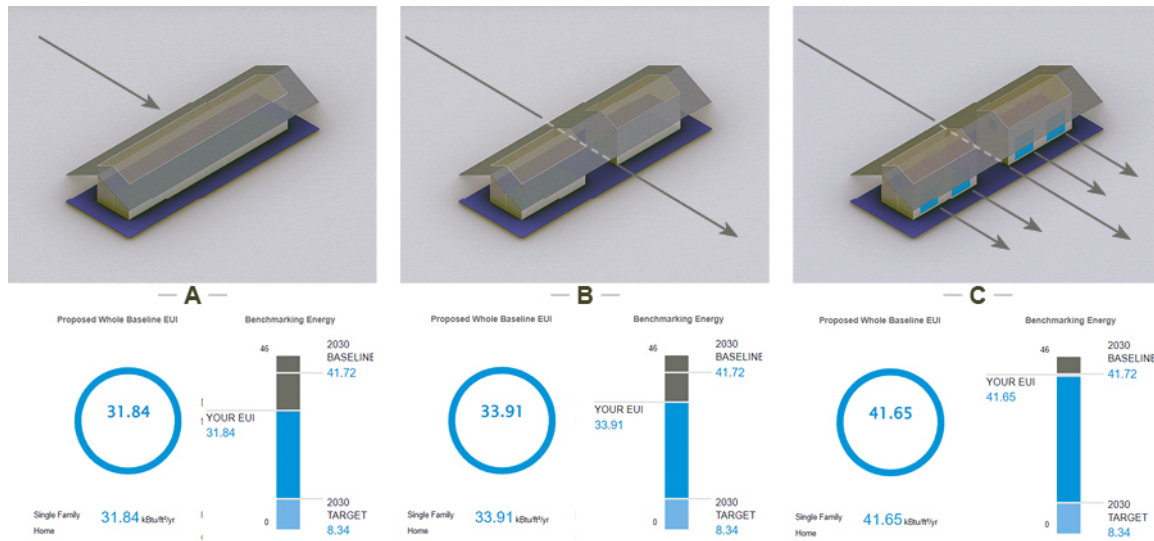 A
B
C
Proposed Whole Baseline EUI
31.84
Single Family
Home
31.84 kBtu/ft²/yr
Benchmarking Energy
46
2030
BASELINE
41.72
YOUR EUI
31.84
2030
TARGET
8.34
0
Proposed Whole Baseline EUI
33.91
Single Family
Home
33.91 kBtu/ft²/yr
Benchmarking Energy
46
2030
BASELINE
41.72
YOUR EUI
33.91
2030
TARGET
8.34
0
Proposed Whole Baseline EUI
41.65
Single Family
Home
41.65 kBtu/ft²/yr
Benchmarking Energy
46
2030
BASELINE
41.72
YOUR EUI
41.65
2030
TARGET
8.34
0